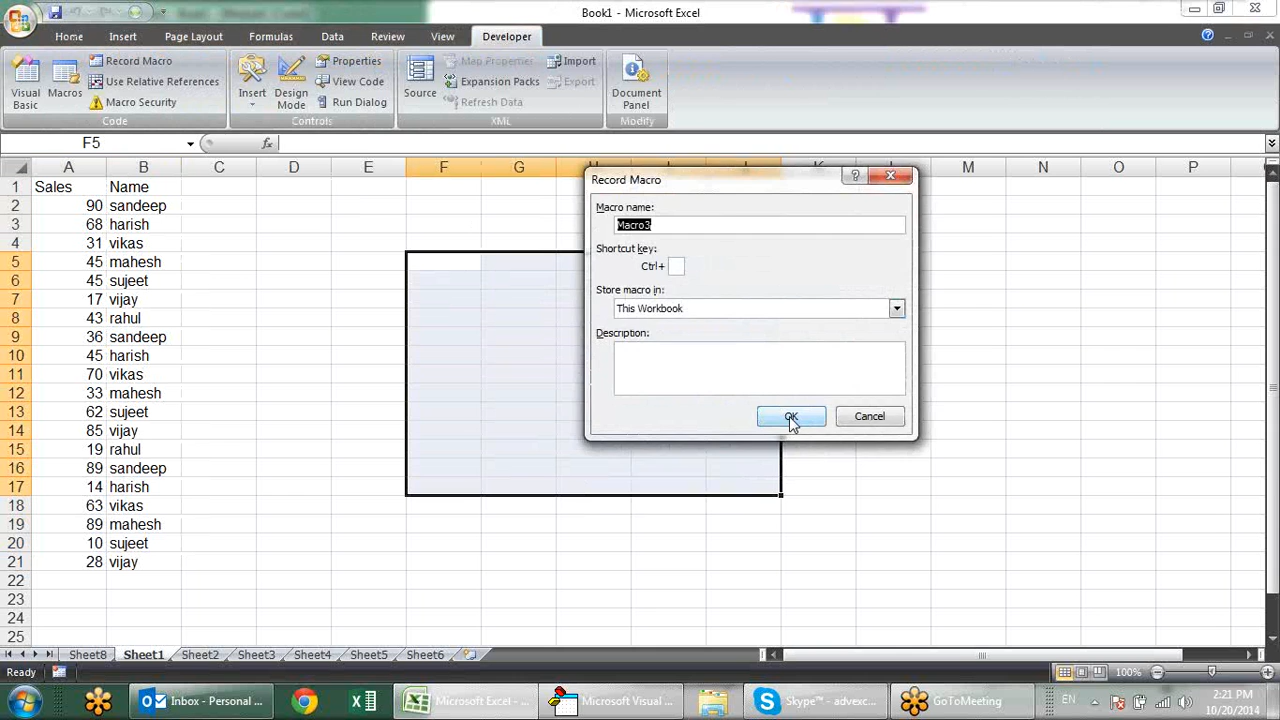 Book1 - Microsoft Excel
Home Insert Page Layout Formulas Data Review View Developer
Visual Basic
Macros
Record Macro
Use Relative References
Macro Security
Code
Insert
Design Mode
Properties
View Code
Run Dialog
Controls
Source
Map Properties
Expansion Packs
Refresh Data
Import
Export
XML
Document Panel
Modify
F5 fx
A B C D E F G H I J K L M N O P
1 Sales Name
2 90 sandeep
3 68 harish
4 31 vikas
5 45 mahesh
6 45 sujeet
7 17 vijay
8 43 rahul
9 36 sandeep
10 45 harish
11 70 vikas
12 33 mahesh
13 62 sujeet
14 85 vijay
15 19 rahul
16 89 sandeep
17 14 harish
18 63 vikas
19 89 mahesh
20 10 sujeet
21 28 vijay
22
23
24
25
Record Macro
?
Macro name:
Macro3
Shortcut key:
Ctrl+
Store macro in:
This Workbook
Description:
OK Cancel
Sheet8 Sheet1 Sheet2 Sheet3 Sheet4 Sheet5 Sheet6
Ready 100%
Inbox - Personal ...
Microsoft Excel - ...
Microsoft Visual ...
Skype™ - advexc...
GoToMeeting
EN
2:21 PM
10/20/2014